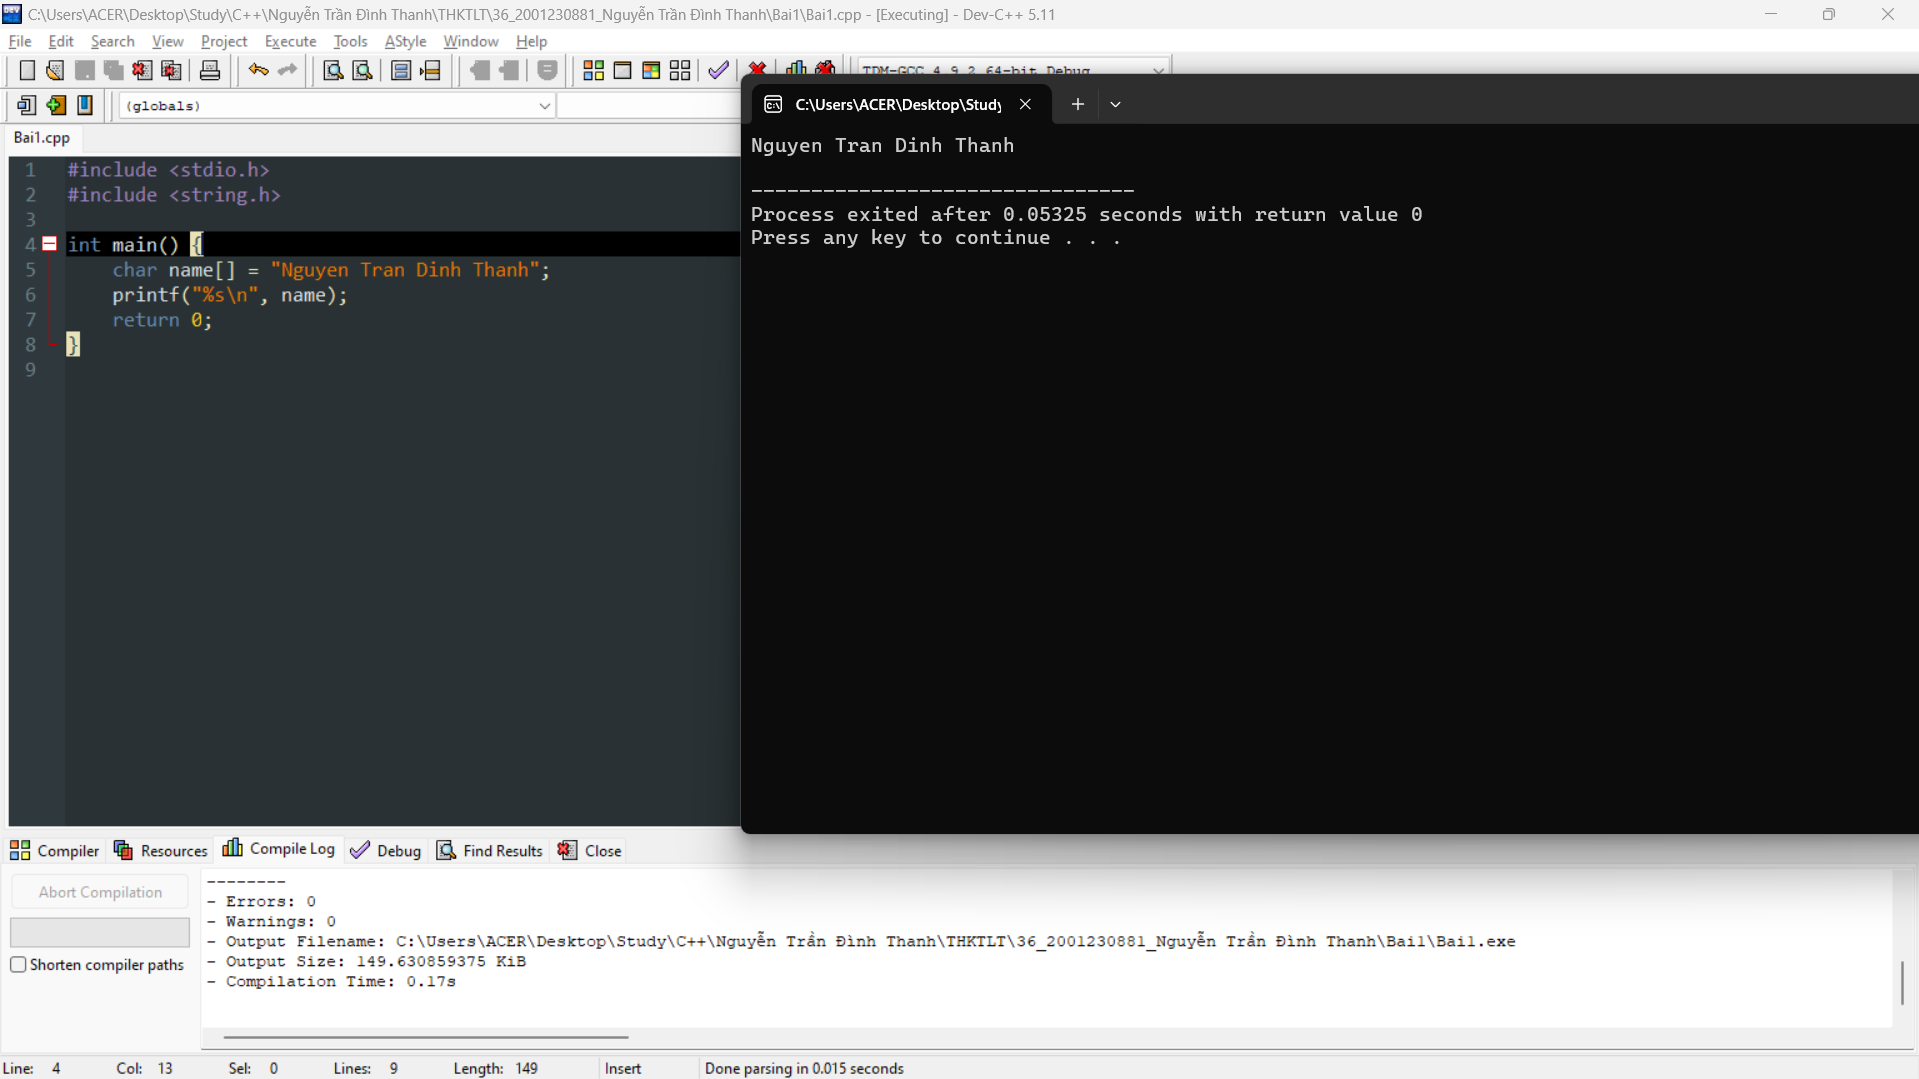 C:\Users\ACER\Desktop\Study\C++\Nguyễn Trần Đình Thanh\THKTLT\36_2001230881_Nguyễn Trần Đình Thanh\Bai1\Bai1.cpp - [Executing] - Dev-C++ 5.11
File Edit Search View Project Execute Tools AStyle Window Help
TDM-GCC 4.9.2 64-bit Debug
(globals)
C:\Users\ACER\Desktop\Study
Bai1.cpp
1 #include <stdio.h>
2 #include <string.h>
3
4 int main() {
5 char name[] = "Nguyen Tran Dinh Thanh";
6 printf("%s\n", name);
7 return 0;
8 }
9
Nguyen Tran Dinh Thanh
--------------------------------
Process exited after 0.05325 seconds with return value 0
Press any key to continue . . .
Compiler Resources Compile Log Debug Find Results Close
Abort Compilation
Shorten compiler paths
--------
- Errors: 0
- Warnings: 0
- Output Filename: C:\Users\ACER\Desktop\Study\C++\Nguyễn Trần Đình Thanh\THKTLT\36_2001230881_Nguyễn Trần Đình Thanh\Bai1\Bai1.exe
- Output Size: 149.630859375 KiB
- Compilation Time: 0.17s
Line: 4 Col: 13 Sel: 0 Lines: 9 Length: 149 Insert Done parsing in 0.015 seconds